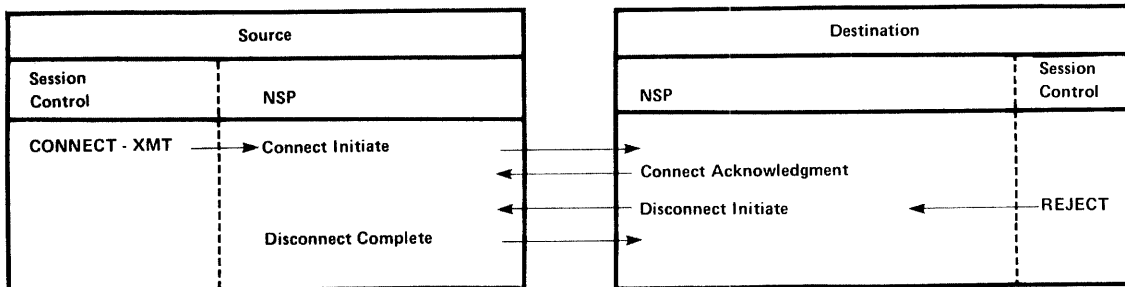 Source
Destination
Session
Control
NSP
NSP
Session
Control
CONNECT - XMT
Connect Initiate
Connect Acknowledgment
Disconnect Initiate
REJECT
Disconnect Complete